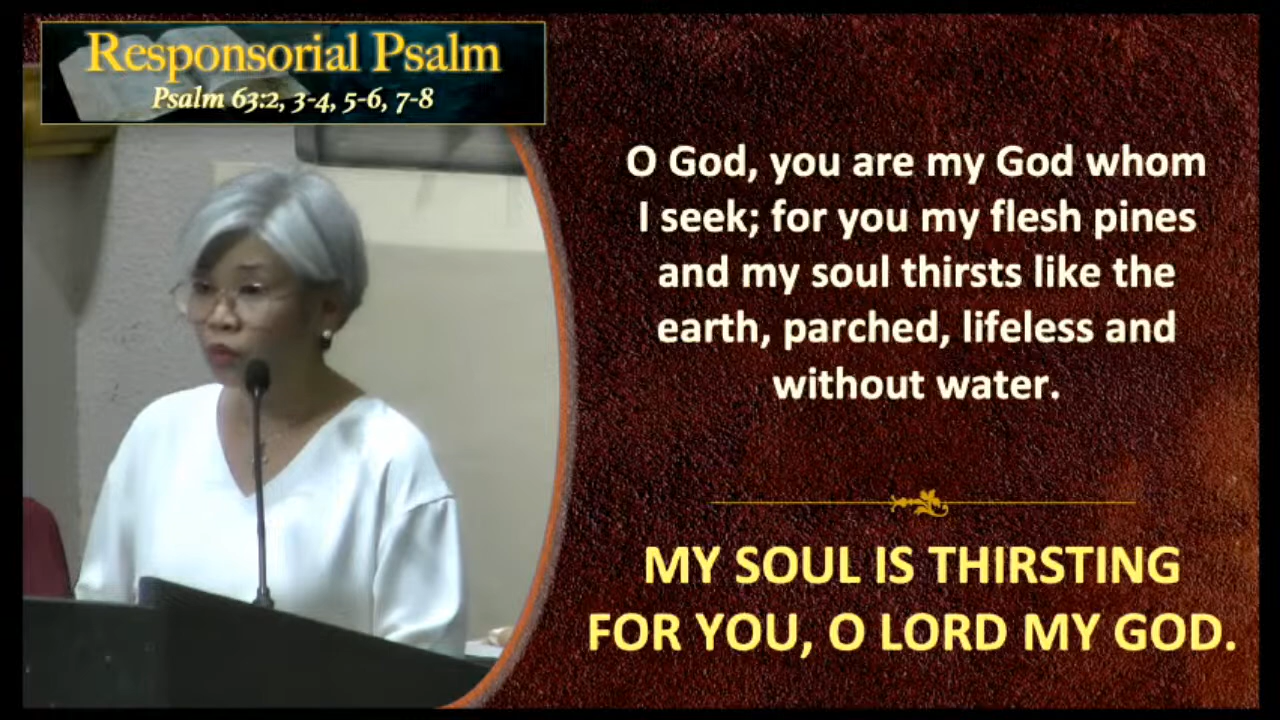 Responsorial Psalm
Psalm 63:2, 3-4, 5-6, 7-8
O God, you are my God whom
I seek; for you my flesh pines
and my soul thirsts like the
earth, parched, lifeless and
without water.
MY SOUL IS THIRSTING
FOR YOU, O LORD MY GOD.